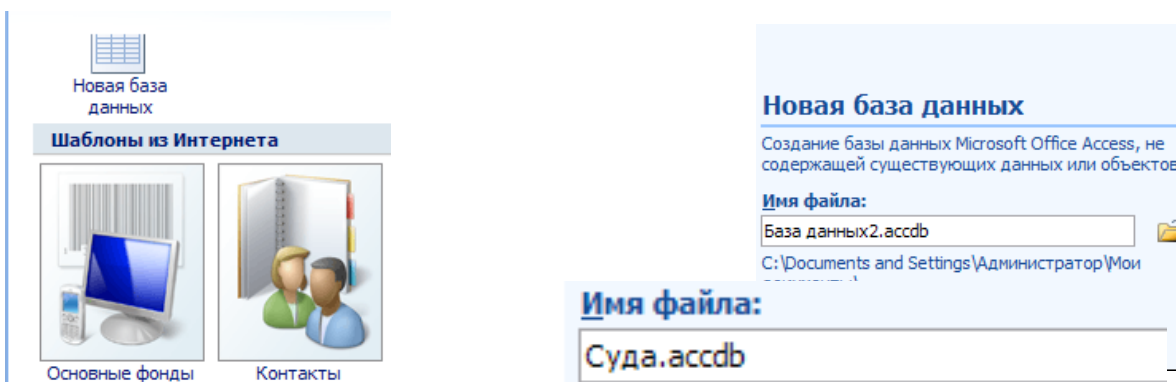 Новая база
данных
Шаблоны из Интернета
Основные фонды
Контакты
Новая база данных
Создание базы данных Microsoft Office Access, не
содержащей существующих данных или объектов
Имя файла:
База данных2.accdb
C:\Documents and Settings\Администратор\Мои
Имя файла:
Суда.accdb